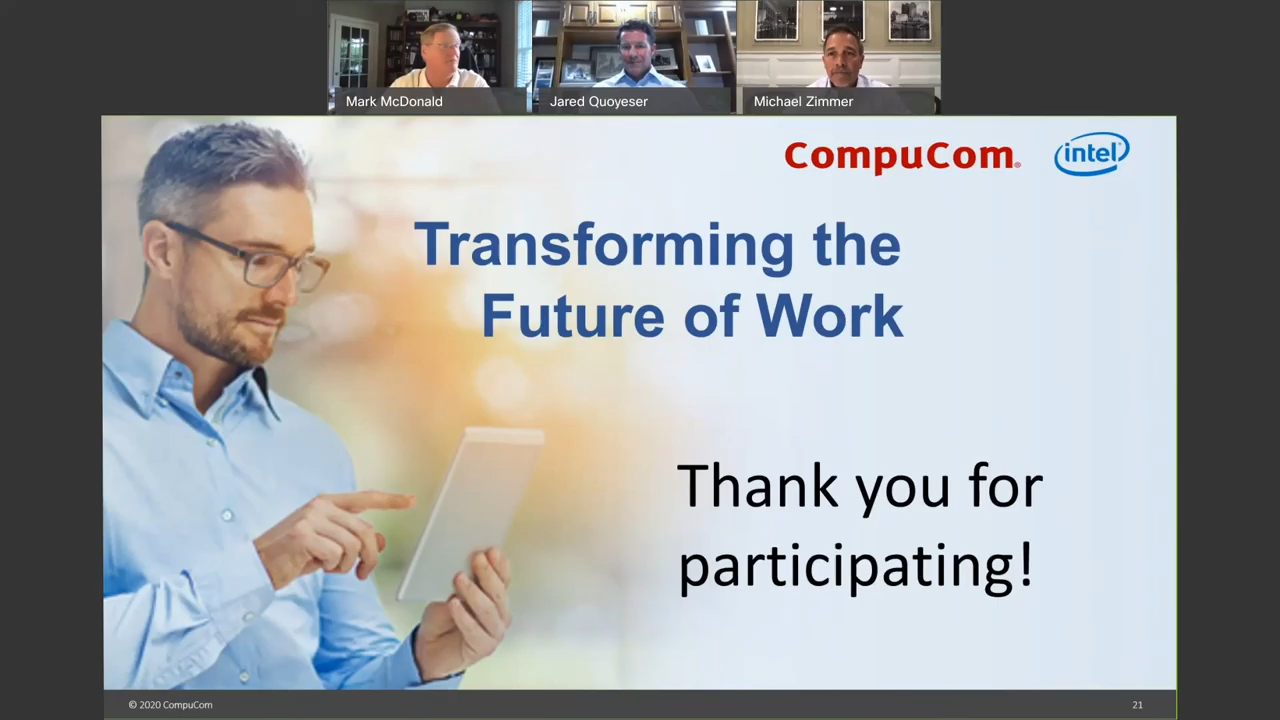 Mark McDonald
Jared Quoyeser
Michael Zimmer
CompuCom®
intel
Transforming the
Future of Work
Thank you for
participating!
© 2020 CompuCom
21